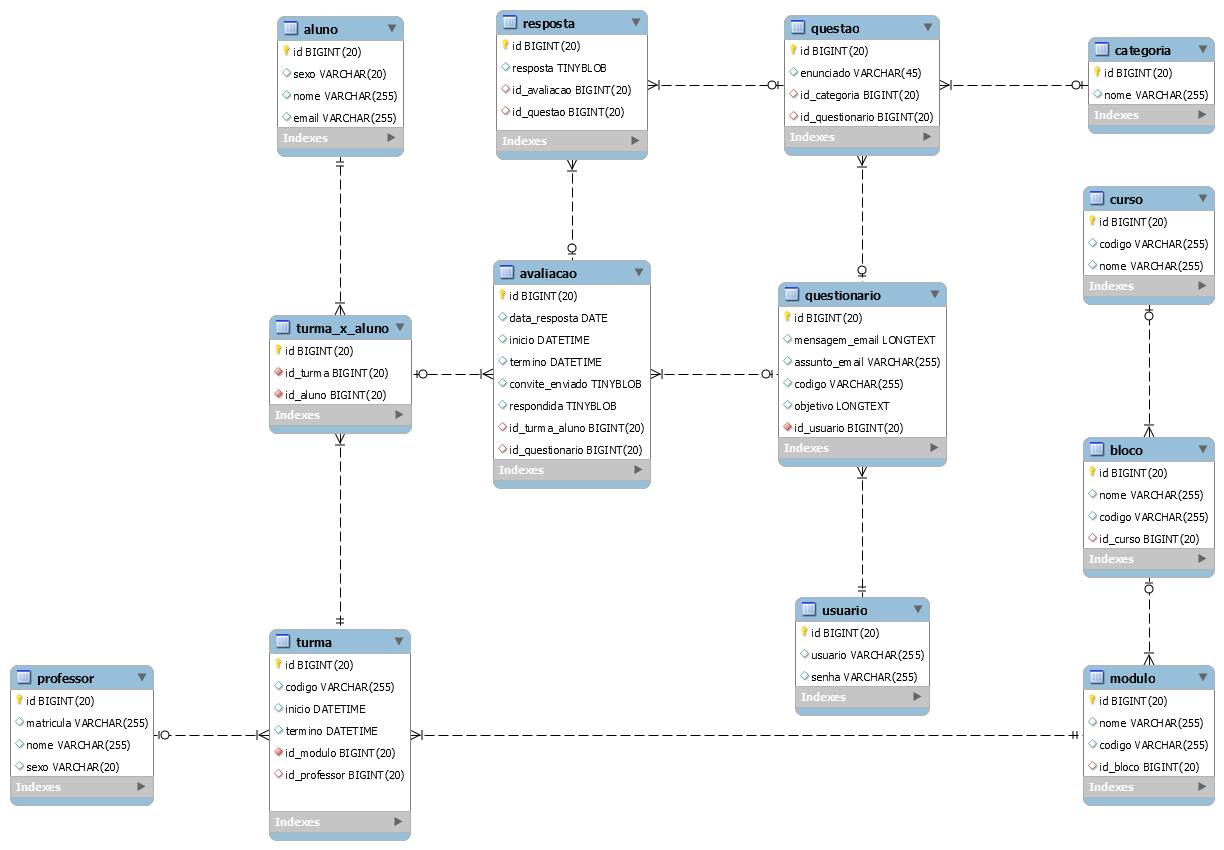 aluno
id BIGINT(20)
sexo VARCHAR(20)
nome VARCHAR(255)
email VARCHAR(255)
Indexes
resposta
id BIGINT(20)
resposta TINYBLOB
id_avaliacao BIGINT(20)
id_questao BIGINT(20)
Indexes
questao
id BIGINT(20)
enunciado VARCHAR(45)
id_categoria BIGINT(20)
id_questionario BIGINT(20)
Indexes
categoria
id BIGINT(20)
nome VARCHAR(255)
Indexes
curso
id BIGINT(20)
codigo VARCHAR(255)
nome VARCHAR(255)
Indexes
turma_x_aluno
id BIGINT(20)
id_turma BIGINT(20)
id_aluno BIGINT(20)
Indexes
avaliacao
id BIGINT(20)
data_resposta DATE
inicio DATETIME
termino DATETIME
convite_enviado TINYBLOB
respondida TINYBLOB
id_turma_aluno BIGINT(20)
id_questionario BIGINT(20)
Indexes
questionario
id BIGINT(20)
mensagem_email LONGTEXT
assunto_email VARCHAR(255)
codigo VARCHAR(255)
objetivo LONGTEXT
id_usuario BIGINT(20)
Indexes
bloco
id BIGINT(20)
nome VARCHAR(255)
codigo VARCHAR(255)
id_curso BIGINT(20)
Indexes
professor
id BIGINT(20)
matricula VARCHAR(255)
nome VARCHAR(255)
sexo VARCHAR(20)
Indexes
turma
id BIGINT(20)
codigo VARCHAR(255)
inicio DATETIME
termino DATETIME
id_modulo BIGINT(20)
id_professor BIGINT(20)
Indexes
usuario
id BIGINT(20)
usuario VARCHAR(255)
senha VARCHAR(255)
Indexes
modulo
id BIGINT(20)
nome VARCHAR(255)
codigo VARCHAR(255)
id_bloco BIGINT(20)
Indexes